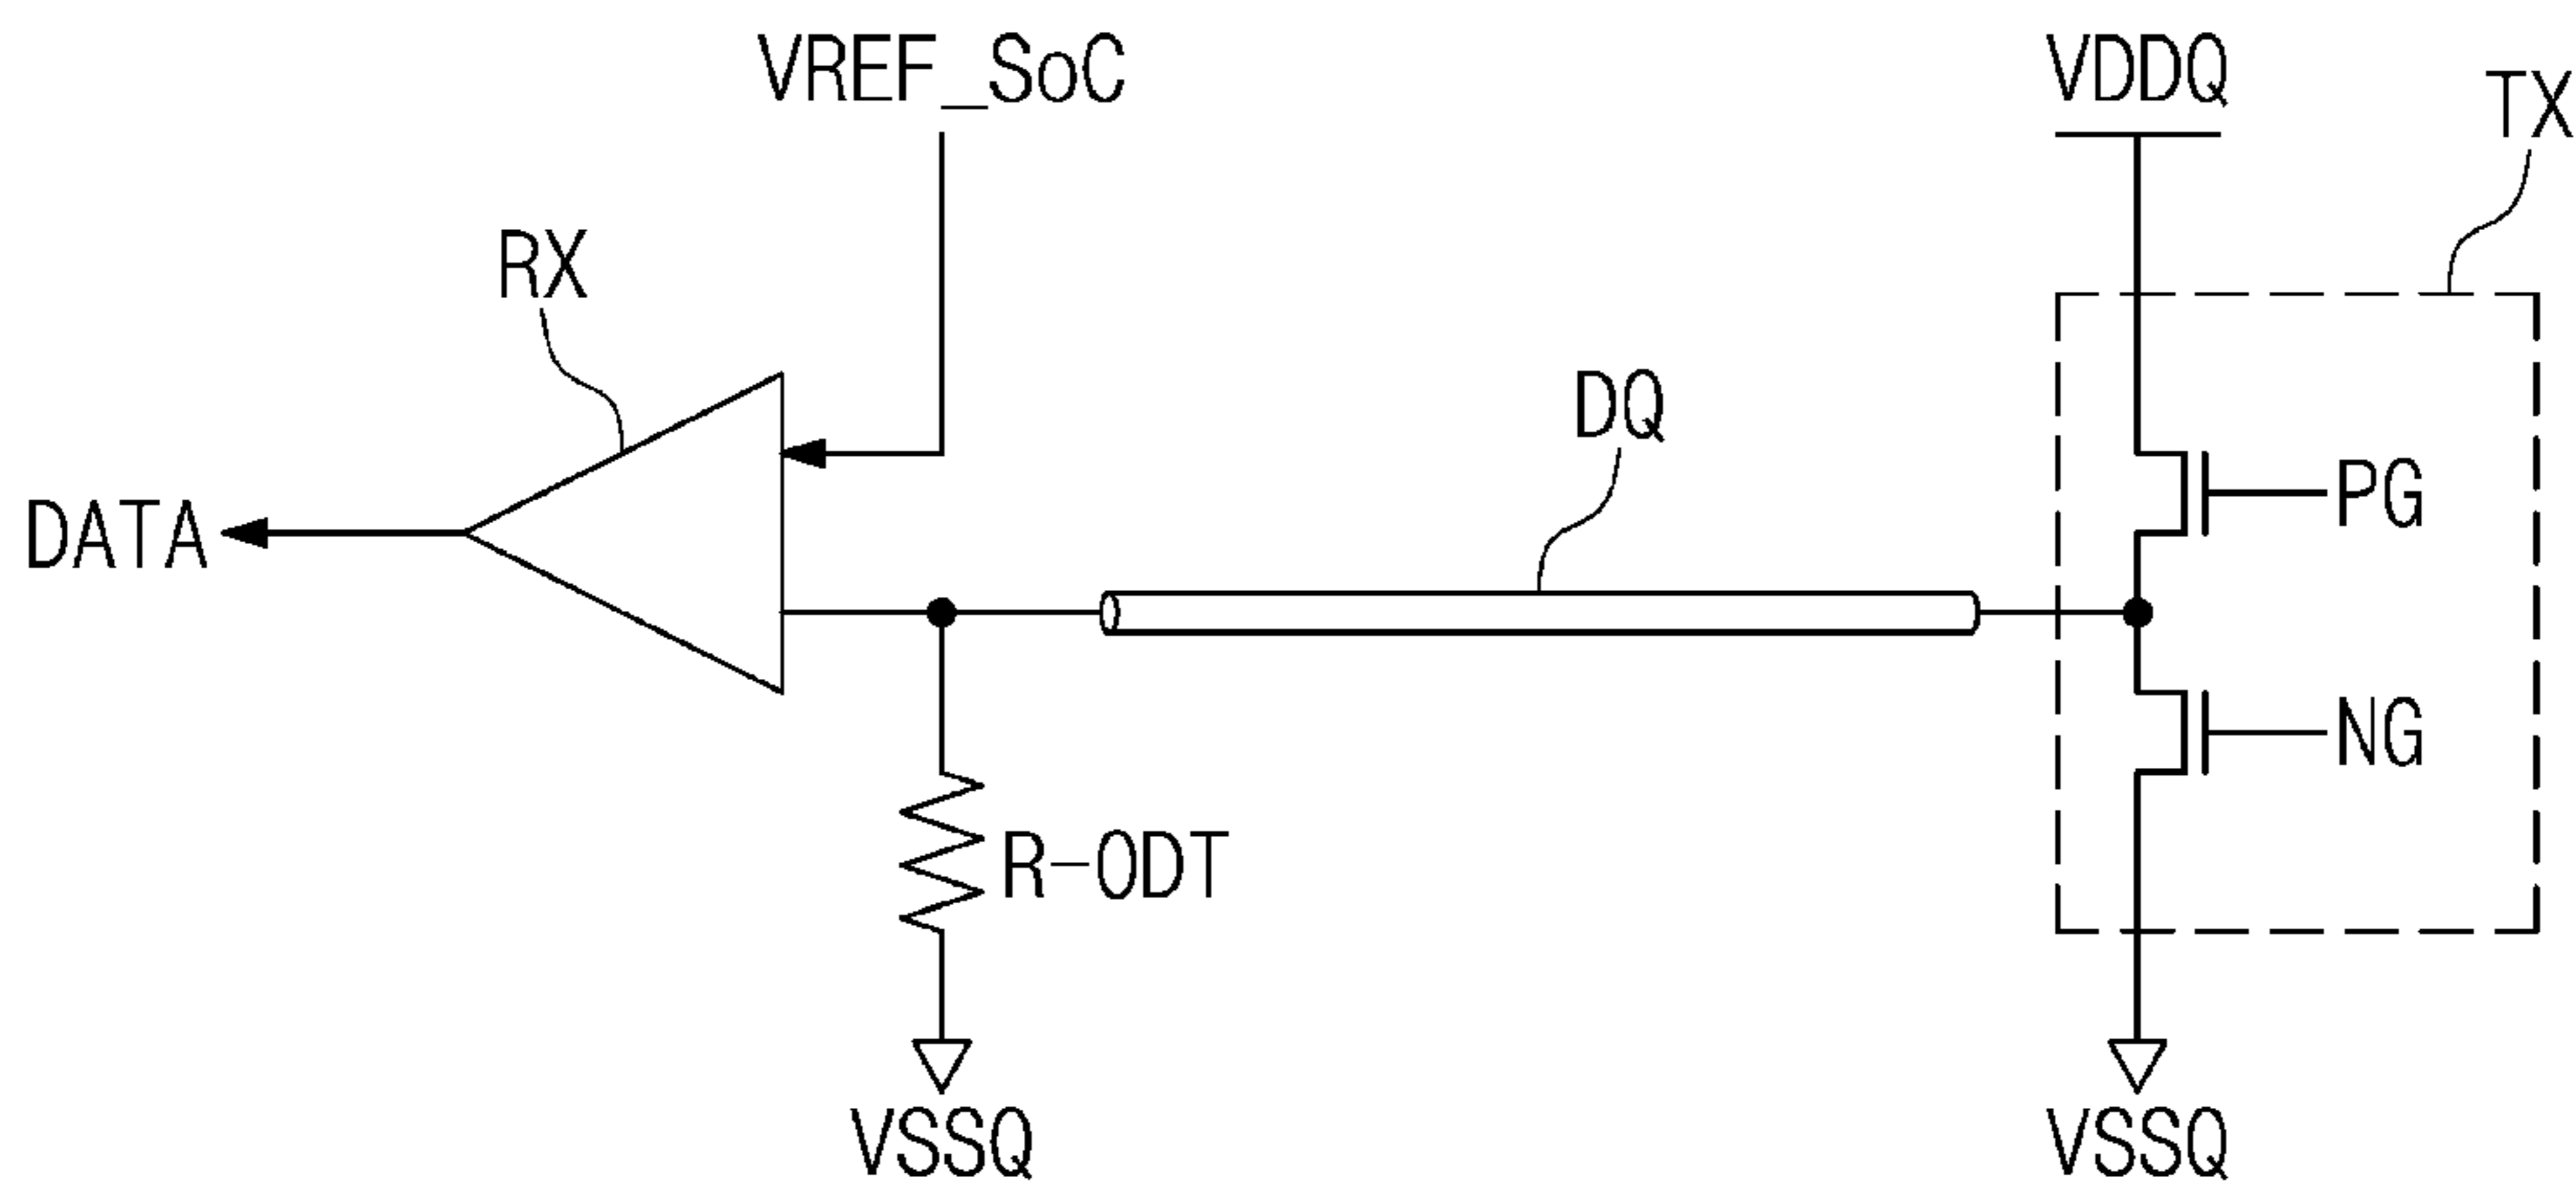 VREF_SoC
VDDQ
TX
RX
DQ
PG
DATA
NG
R-ODT
VSSQ
VSSQ